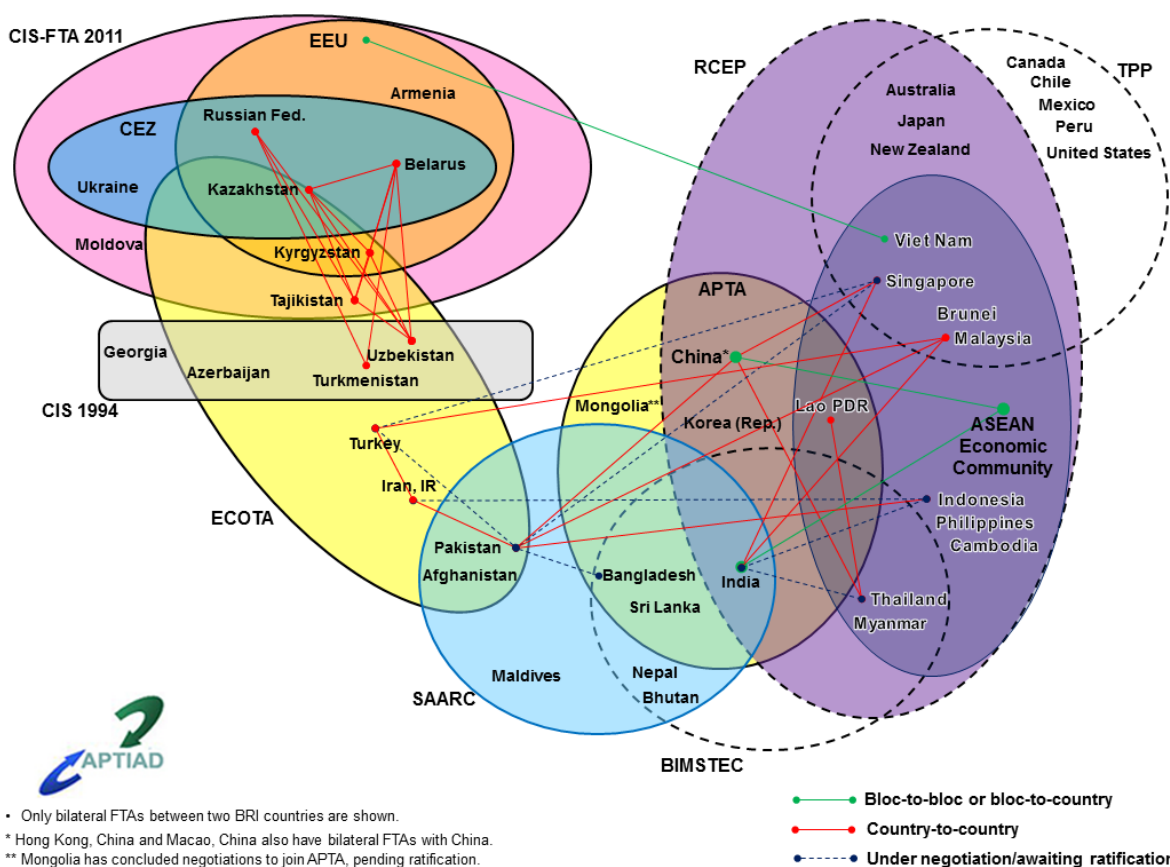 CIS-FTA 2011
EEU
Armenia
Russian Fed.
CEZ
Belarus
Ukraine
Kazakhstan
Moldova
Kyrgyzstan
Tajikistan
Georgia
Uzbekistan
Azerbaijan
Turkmenistan
CIS 1994
Turkey
Iran, IR
ECOTA
Pakistan
Afghanistan
RCEP
TPP
Canada
Chile
Mexico
Peru
United States
Australia
Japan
New Zealand
Viet Nam
Singapore
Brunei
Malaysia
APTA
China*
Mongolia**
Korea (Rep.)
Lao PDR
ASEAN
Economic
Community
Indonesia
Philippines
Cambodia
Thailand
Myanmar
Bangladesh
India
Sri Lanka
Maldives
Nepal
Bhutan
SAARC
BIMSTEC
APTIAD
• Only bilateral FTAs between two BRI countries are shown.
* Hong Kong, China and Macao, China also have bilateral FTAs with China.
** Mongolia has concluded negotiations to join APTA, pending ratification.
Bloc-to-bloc or bloc-to-country
Country-to-country
Under negotiation/awaiting ratification